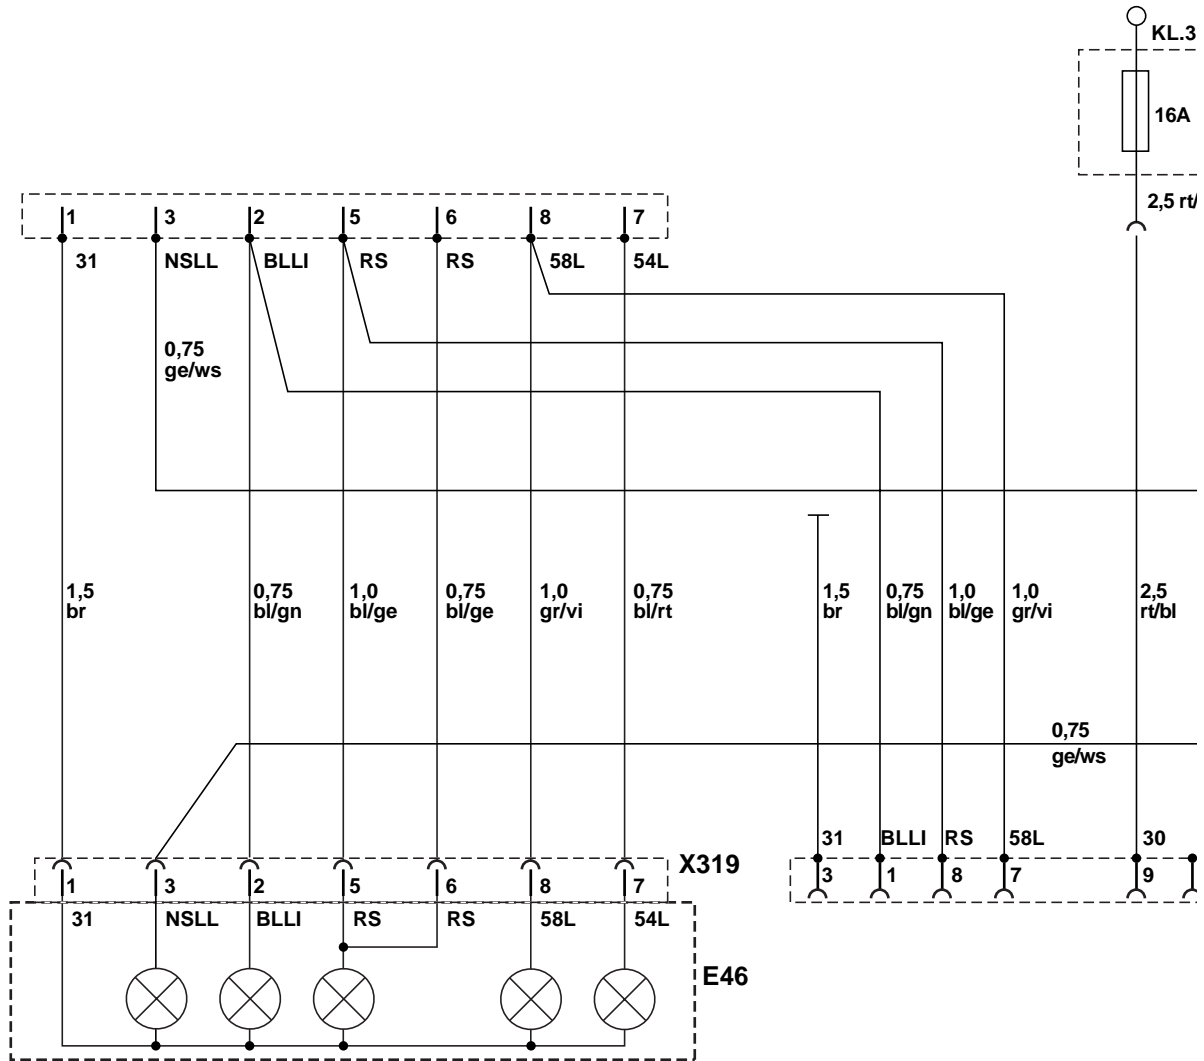 KL.3
16A
2,5 rt/
1 3 2 5 6 8 7
31 NSLL BLLI RS RS 58L 54L
0,75
ge/ws
1,5 0,75 1,0 0,75 1,0 0,75 1,5 0,75 1,0 1,0 2,5
br bl/gn bl/ge bl/ge gr/vi bl/rt br bl/gn bl/ge gr/vi rt/bl
0,75
ge/ws
31 BLLI RS 58L 30
X319
1 3 2 5 6 8 7 3 1 8 7 9
31 NSLL BLLI RS RS 58L 54L
E46